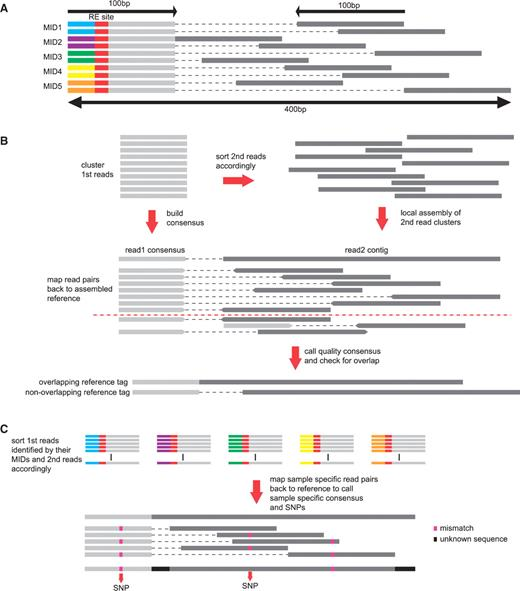 A
100bp
100bp
RE site
MID1
MID2
MID3
MID4
MID5
400bp
B
cluster
1st reads
sort 2nd reads
accordingly
build
consensus
local assembly of
2nd read clusters
read1 consensus
read2 contig
map read pairs
back to assembled
reference
call quality consensus
and check for overlap
overlapping reference tag
non-overlapping reference tag
C
sort 1st reads
identified by their
MIDs and 2nd reads
accordingly
map sample specific read pairs
back to reference to call
sample specific consensus
and SNPs
mismatch
unknown sequence
SNP
SNP